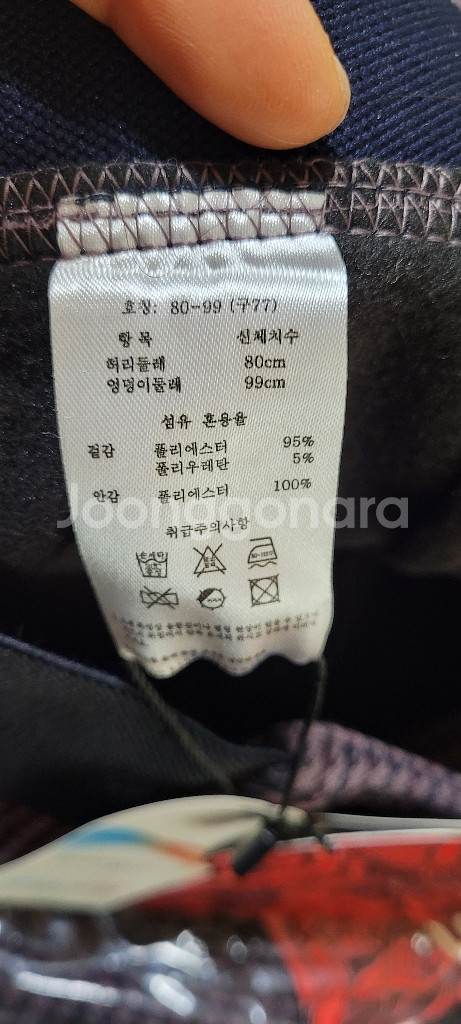 호칭: 80-99 (구77)
항 목 신체치수
허리둘레 80cm
엉덩이둘레 99cm
섬유 혼용율
겉감 폴리에스터 95%
폴리우레탄 5%
안감 폴리에스터 100%
Joonggonara
취급주의사항